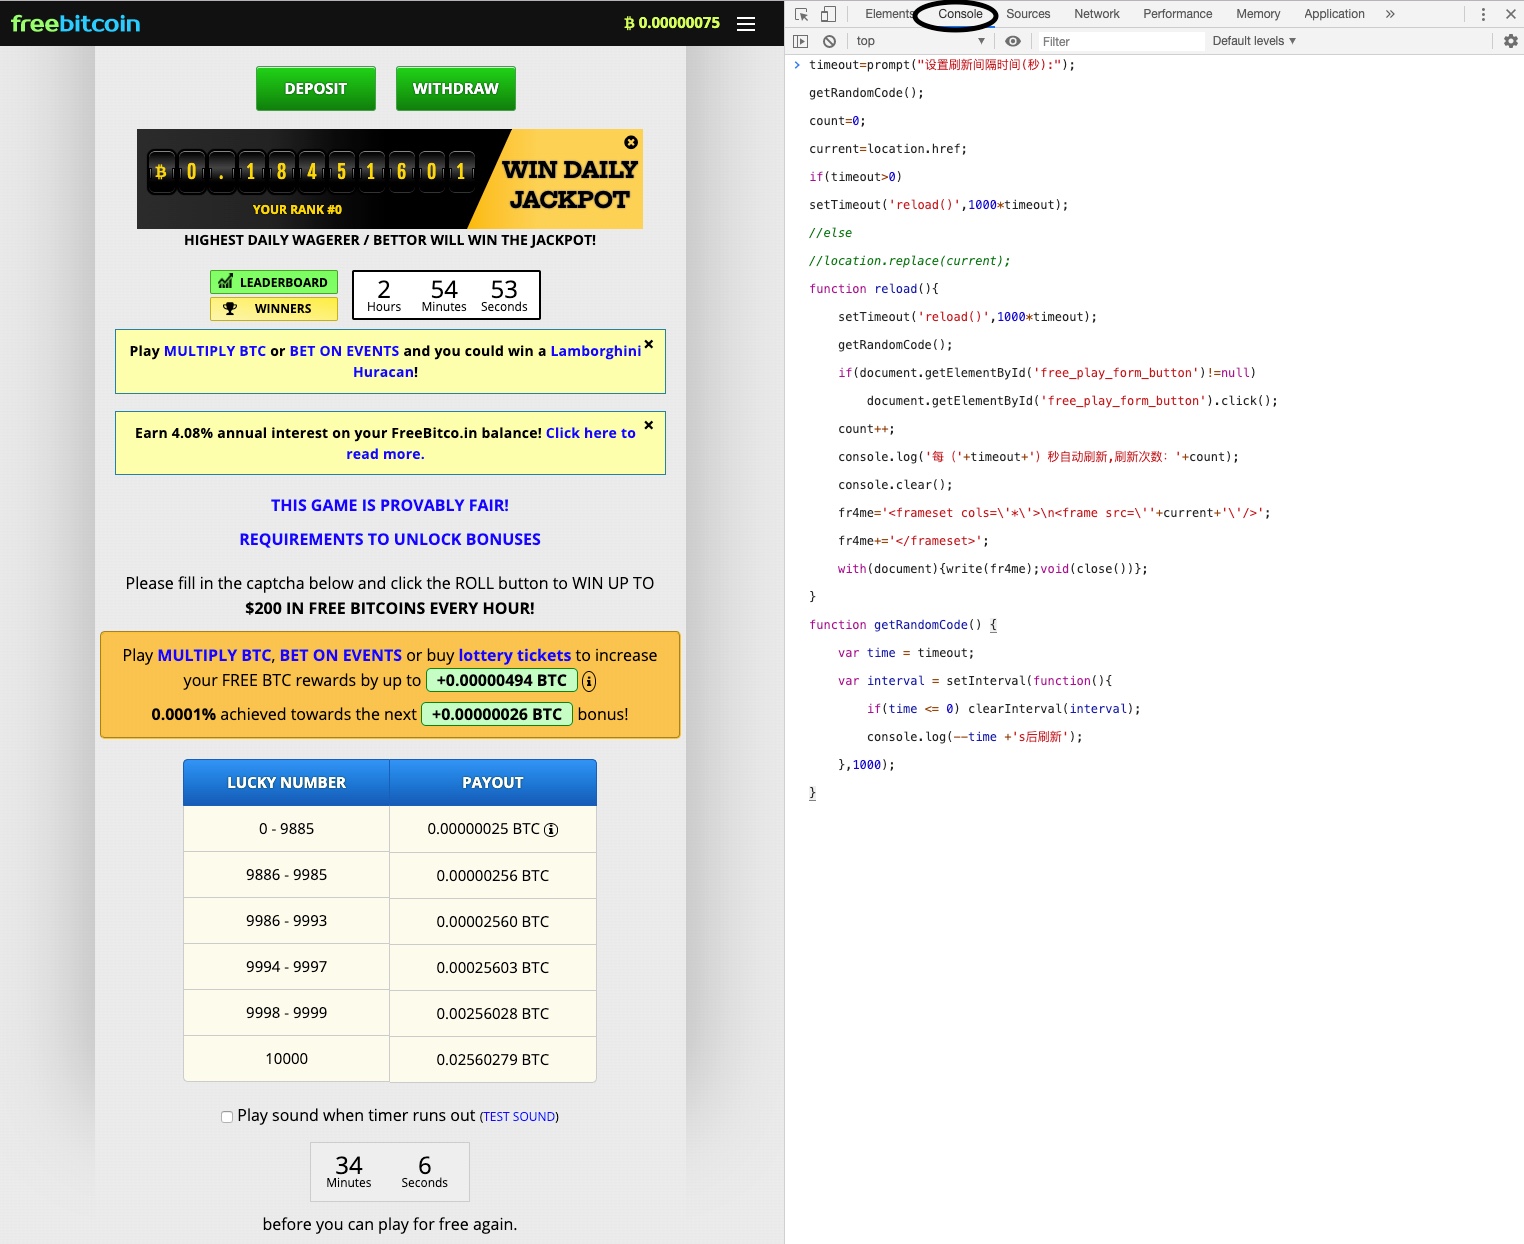 freebitcoin
₿ 0.00000075
DEPOSIT
WITHDRAW
₿ 0 . 1 8 4 5 1 6 0 1
YOUR RANK #0
WIN DAILY
JACKPOT
HIGHEST DAILY WAGERER / BETTOR WILL WIN THE JACKPOT!
LEADERBOARD
WINNERS
2 54 53
Hours Minutes Seconds
Play MULTIPLY BTC or BET ON EVENTS and you could win a Lamborghini
Huracan!
Earn 4.08% annual interest on your FreeBitco.in balance! Click here to
read more.
THIS GAME IS PROVABLY FAIR!
REQUIREMENTS TO UNLOCK BONUSES
Please fill in the captcha below and click the ROLL button to WIN UP TO
$200 IN FREE BITCOINS EVERY HOUR!
Play MULTIPLY BTC, BET ON EVENTS or buy lottery tickets to increase
your FREE BTC rewards by up to +0.00000494 BTC
0.0001% achieved towards the next +0.00000026 BTC bonus!
LUCKY NUMBER PAYOUT
0 - 9885 0.00000025 BTC
9886 - 9985 0.00000256 BTC
9986 - 9993 0.00002560 BTC
9994 - 9997 0.00025603 BTC
9998 - 9999 0.00256028 BTC
10000 0.02560279 BTC
Play sound when timer runs out (TEST SOUND)
34 6
Minutes Seconds
before you can play for free again.
Elements Console Sources Network Performance Memory Application »
top Filter Default levels
timeout=prompt("设置刷新间隔时间(秒):");
getRandomCode();
count=0;
current=location.href;
if(timeout>0)
setTimeout('reload()',1000*timeout);
//else
//location.replace(current);
function reload(){
setTimeout('reload()',1000*timeout);
getRandomCode();
if(document.getElementById('free_play_form_button')!=null)
document.getElementById('free_play_form_button').click();
count++;
console.log('每（'+timeout+'）秒自动刷新,刷新次数：'+count);
console.clear();
fr4me='<frameset cols=\'*\'>\n<frame src=\''+current+'\'/>';
fr4me+='</frameset>';
with(document){write(fr4me);void(close())};
}
function getRandomCode() {
var time = timeout;
var interval = setInterval(function(){
if(time <= 0) clearInterval(interval);
console.log(--time +'s后刷新');
},1000);
}